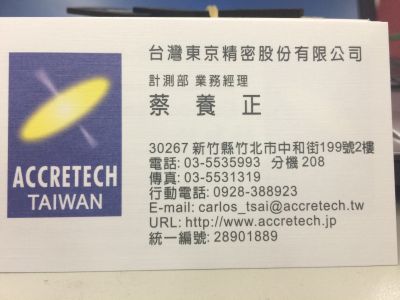 台灣東京精密股份有限公司
計測部 業務經理
蔡 養 正
ACCRETECH
TAIWAN
30267 新竹縣竹北市中和街199號2樓
電話: 03-5535993 分機 208
傳真: 03-5531319
行動電話: 0928-388923
E-mail: carlos_tsai@accretech.tw
URL: http://www.accretech.jp
統一編號: 28901889